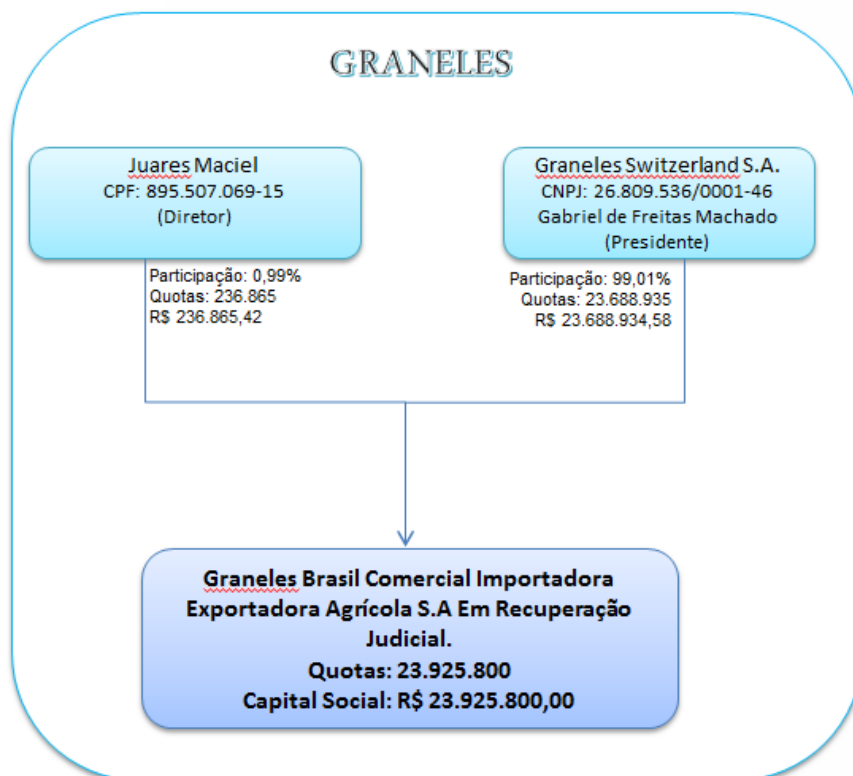 GRANELES
Juares Maciel
CPF: 895.507.069-15
(Diretor)
Graneles Switzerland S.A.
CNPJ: 26.809.536/0001-46
Gabriel de Freitas Machado
(Presidente)
Participação: 0,99%
Quotas: 236.865
R$ 236.865,42
Participação: 99,01%
Quotas: 23.688.935
R$ 23.688.934,58
Graneles Brasil Comercial Importadora
Exportadora Agrícola S.A Em Recuperação
Judicial.
Quotas: 23.925.800
Capital Social: R$ 23.925.800,00